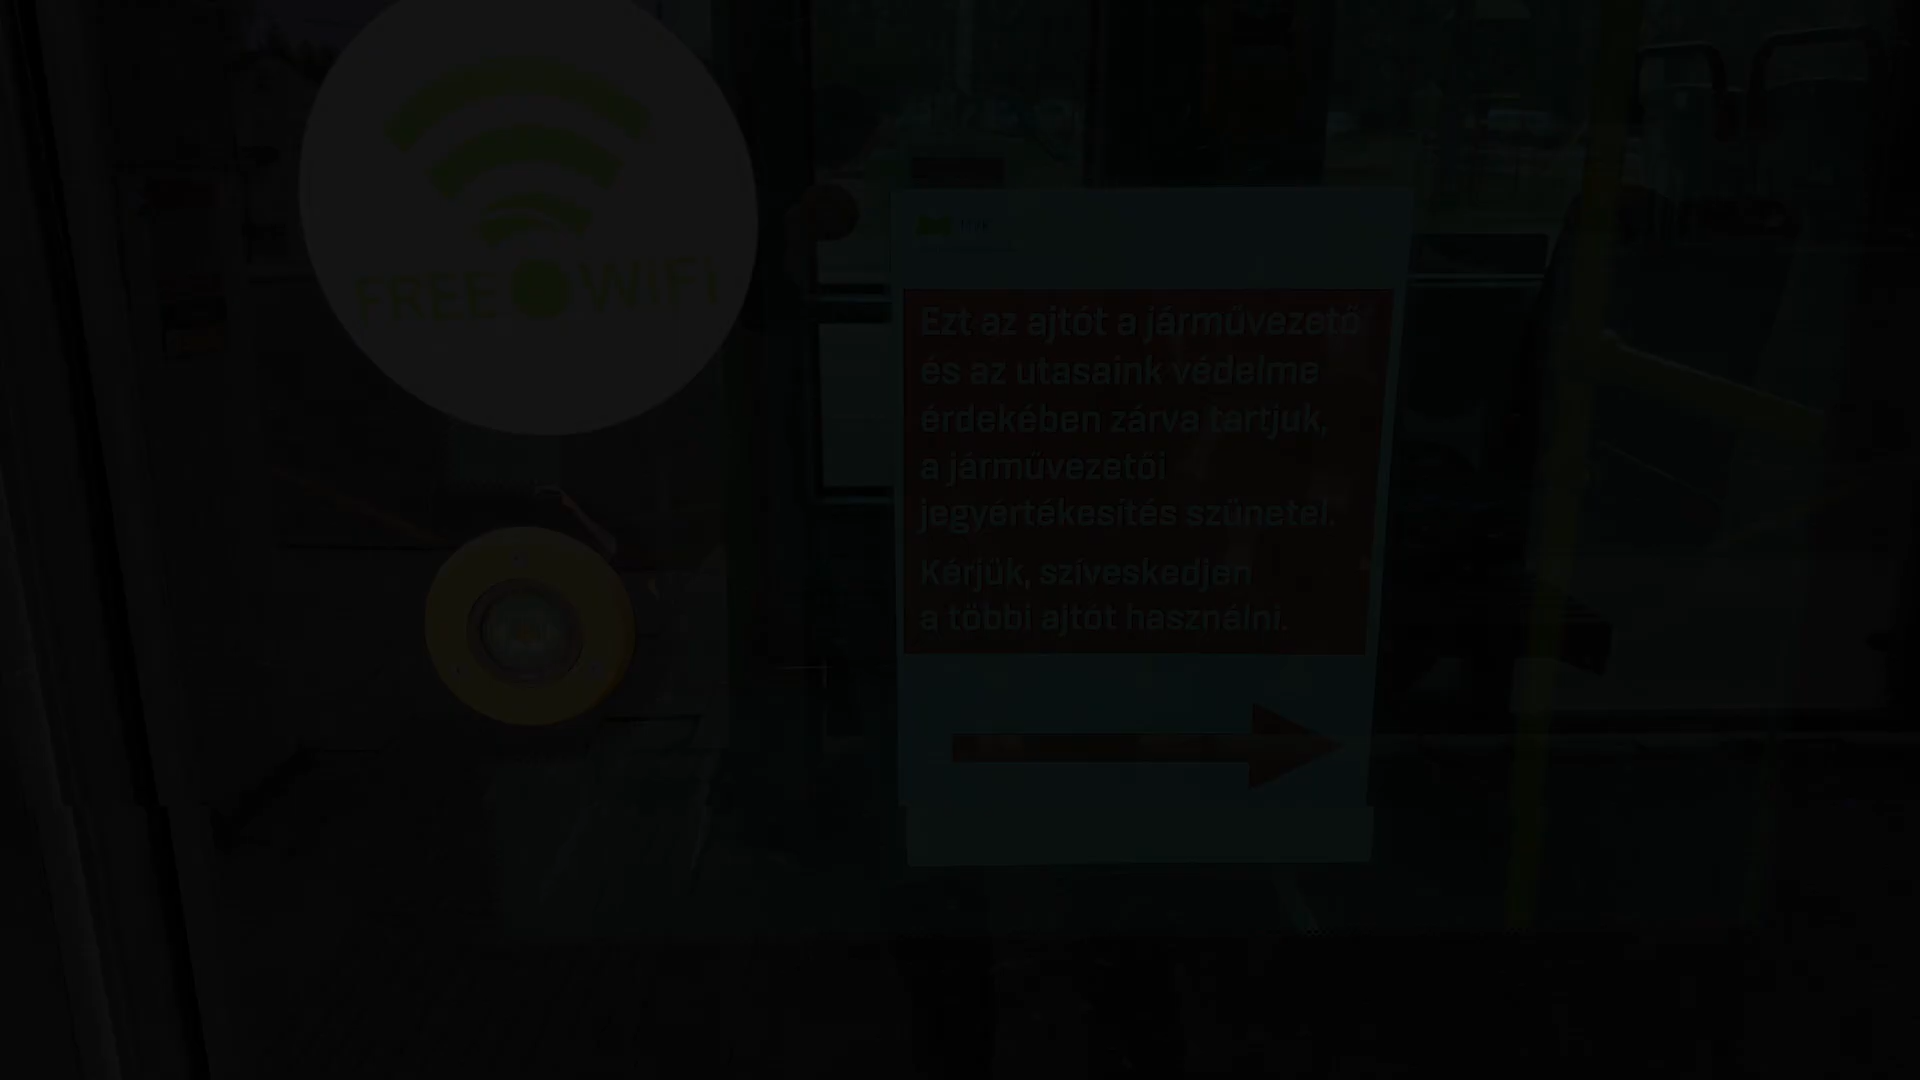 FREE WiFi
Ezt az ajtót a járművezető
és az utasaink védelme
érdekében zárva tartjuk,
a járművezetői
jegyértékesítés szünetel.
Kérjük, szíveskedjen
a többi ajtót használni.